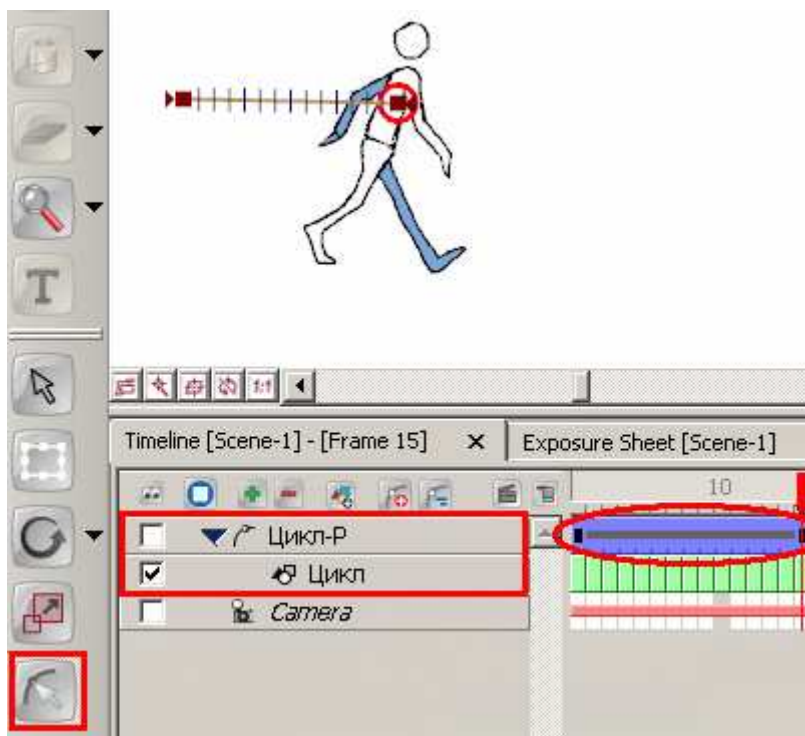 T
1:1
Timeline [Scene-1] - [Frame 15] X Exposure Sheet [Scene-1]
10
Цикл-P
Цикл
Camera